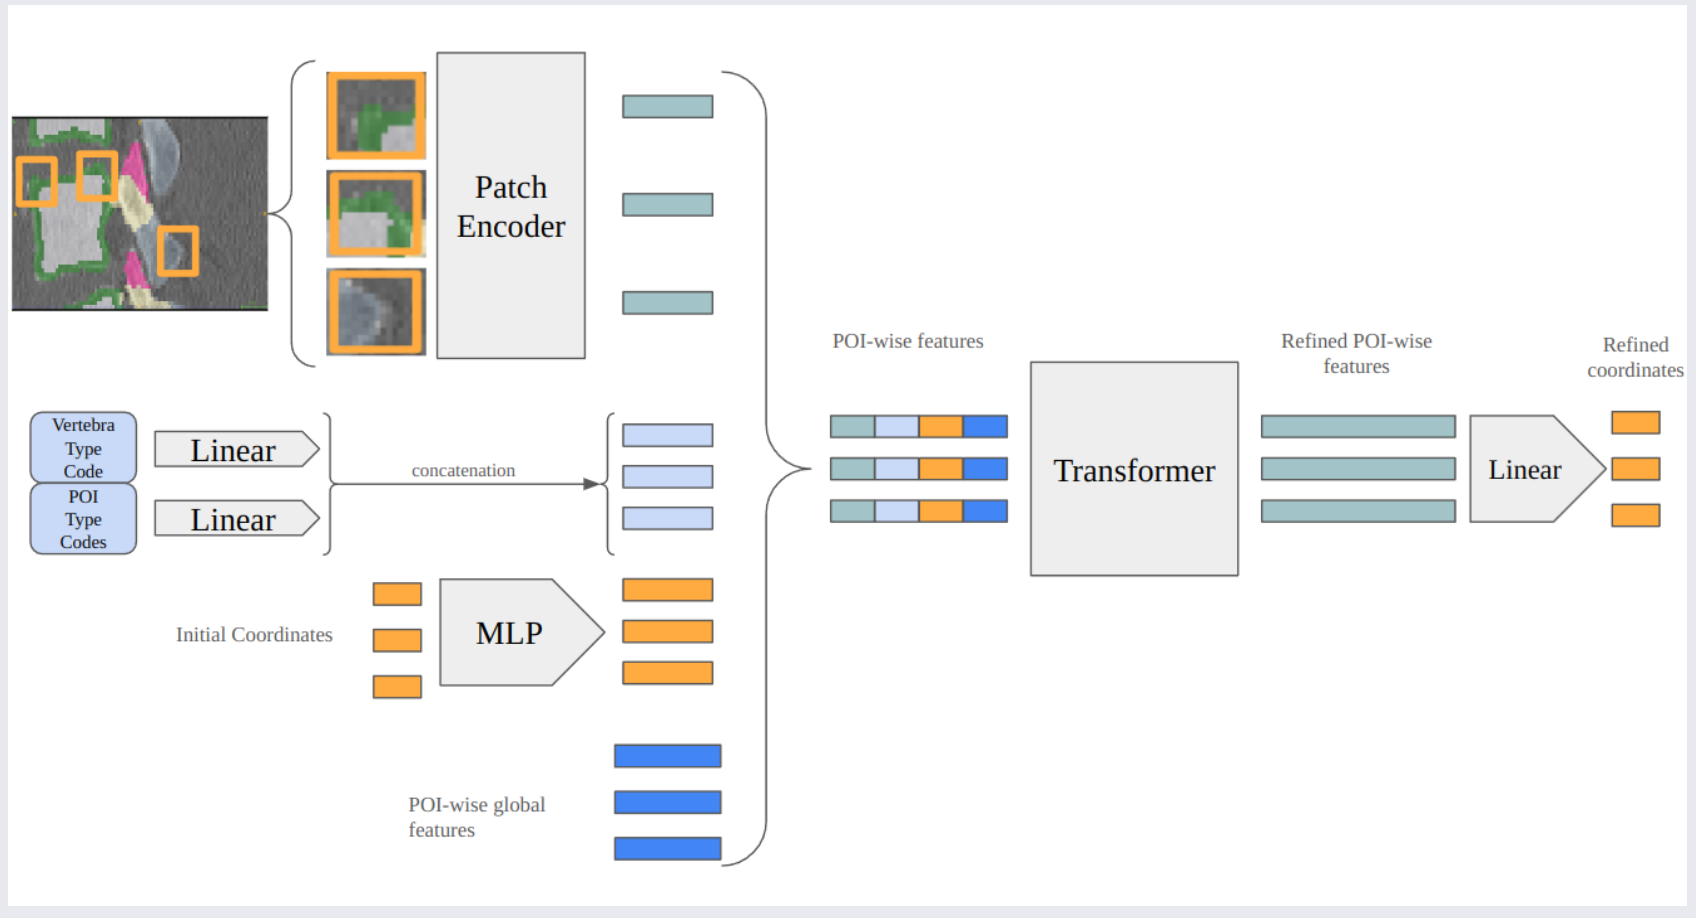 Patch
Encoder
Vertebra
Type
Code
Linear
POI
Type
Codes
Linear
concatenation
Initial Coordinates
MLP
POI-wise global
features
POI-wise features
Transformer
Refined POI-wise
features
Linear
Refined
coordinates